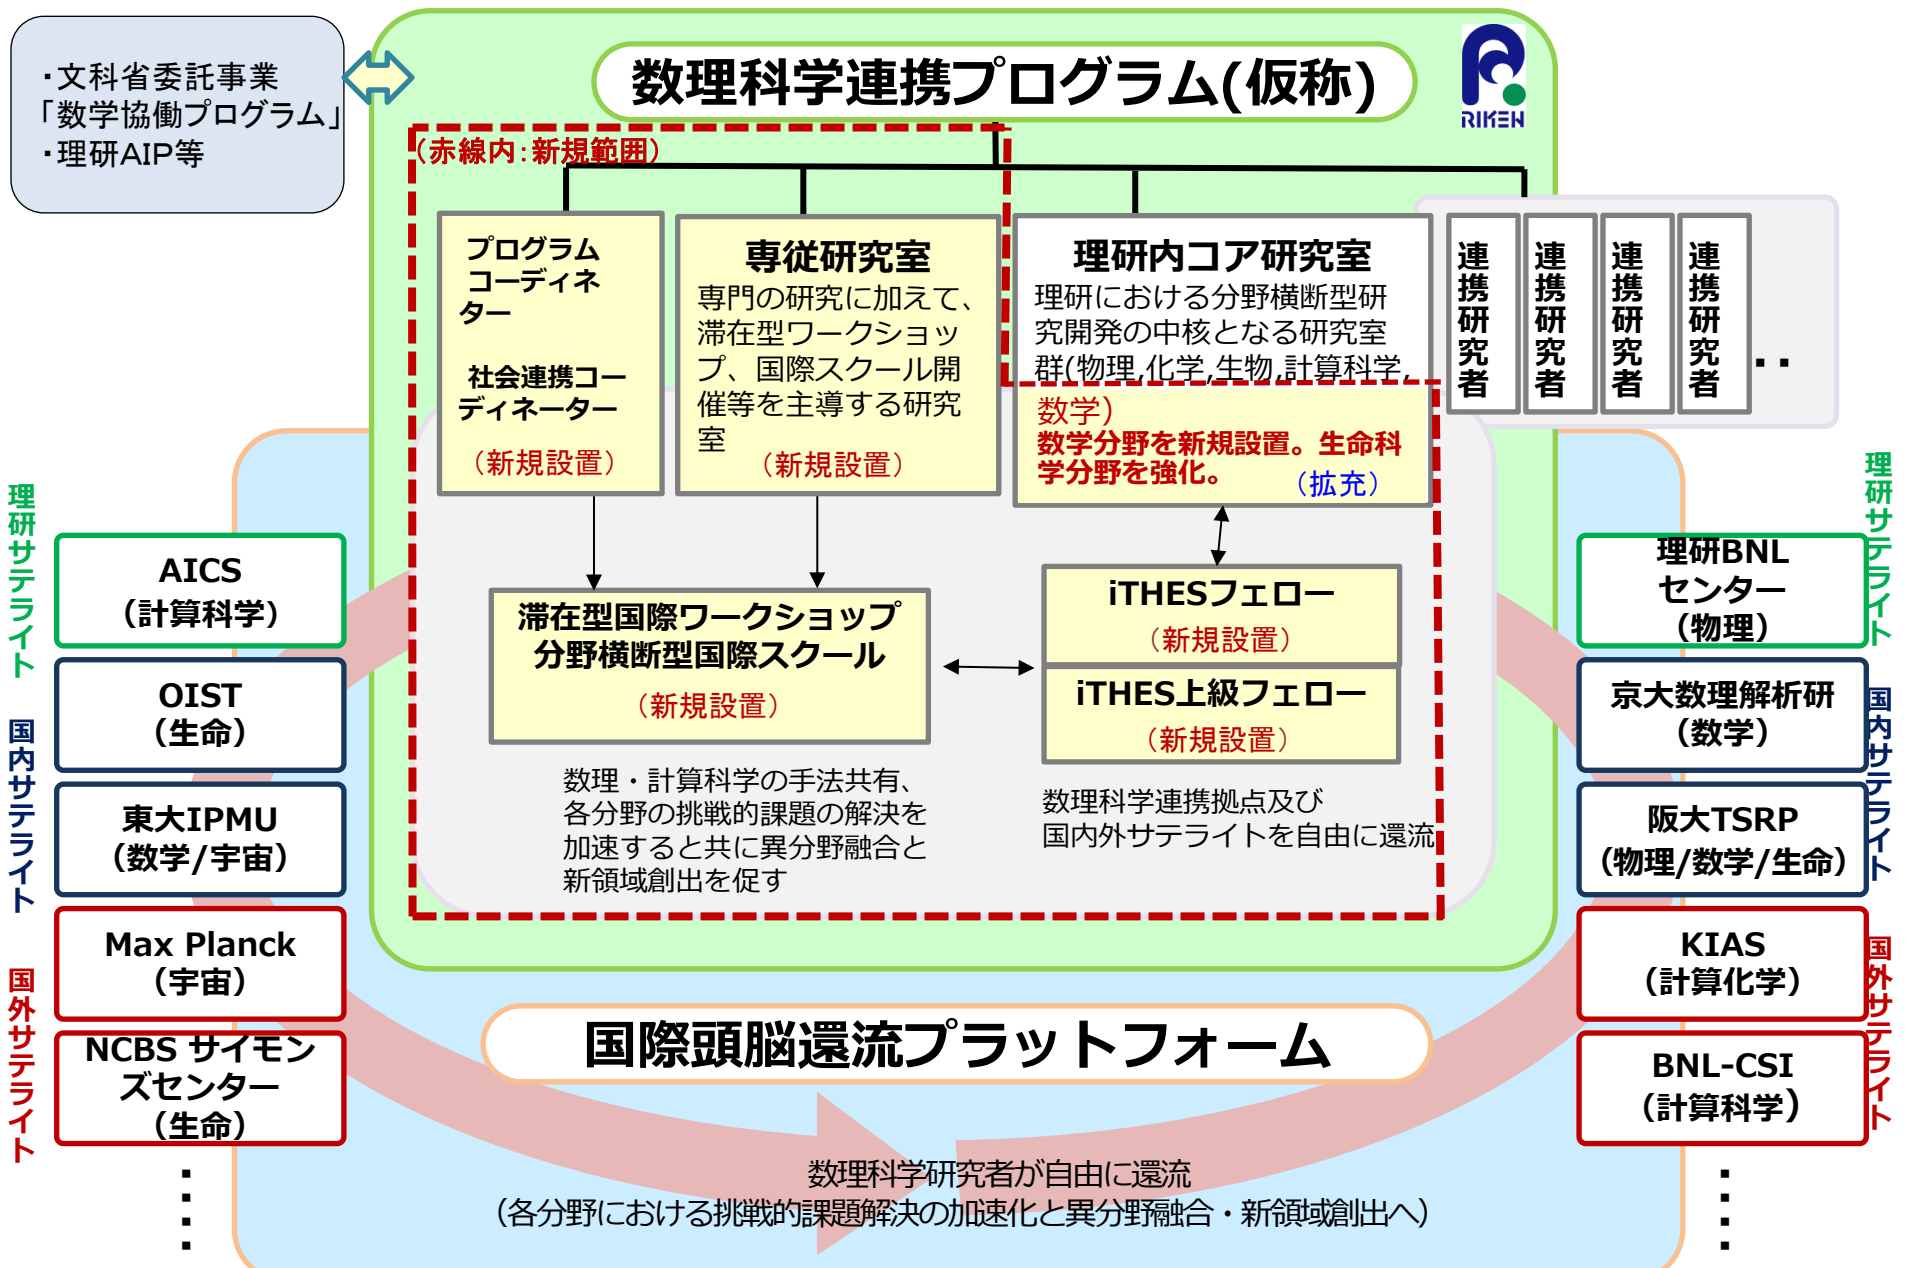 ・文科省委託事業
「数学協働プログラム」
・理研AIP等
数理科学連携プログラム(仮称)
RIKEN
（赤線内：新規範囲）
プログラム
コーディネ
ター
社会連携コー
ディネーター
（新規設置）
専従研究室
専門の研究に加えて、
滞在型ワークショッ
プ、国際スクール開
催等を主導する研究
室
（新規設置）
理研内コア研究室
理研における分野横断型研
究開発の中核となる研究室
群(物理,化学,生物,計算科学,
数学)
数学分野を新規設置。生命科
学分野を強化。
（拡充）
連携研究者
連携研究者
連携研究者
連携研究者
・・
滞在型国際ワークショップ
分野横断型国際スクール
（新規設置）
iTHESフェロー
（新規設置）
iTHES上級フェロー
（新規設置）
数理・計算科学の手法共有、
各分野の挑戦的課題の解決を
加速すると共に異分野融合と
新領域創出を促す
数理科学連携拠点及び
国内外サテライトを自由に還流
理研サテライト
AICS
（計算科学）
国内サテライト
OIST
（生命）
東大IPMU
（数学/宇宙）
国外サテライト
Max Planck
（宇宙）
NCBS サイモン
ズセンター
（生命）
・・・・
理研サテライト
理研BNL
センター
（物理）
国内サテライト
京大数理解析研
（数学）
阪大TSRP
（物理/数学/生命）
国外サテライト
KIAS
（計算化学）
BNL-CSI
（計算科学）
・・・・
国際頭脳還流プラットフォーム
数理科学研究者が自由に還流
（各分野における挑戦的課題解決の加速化と異分野融合・新領域創出へ）